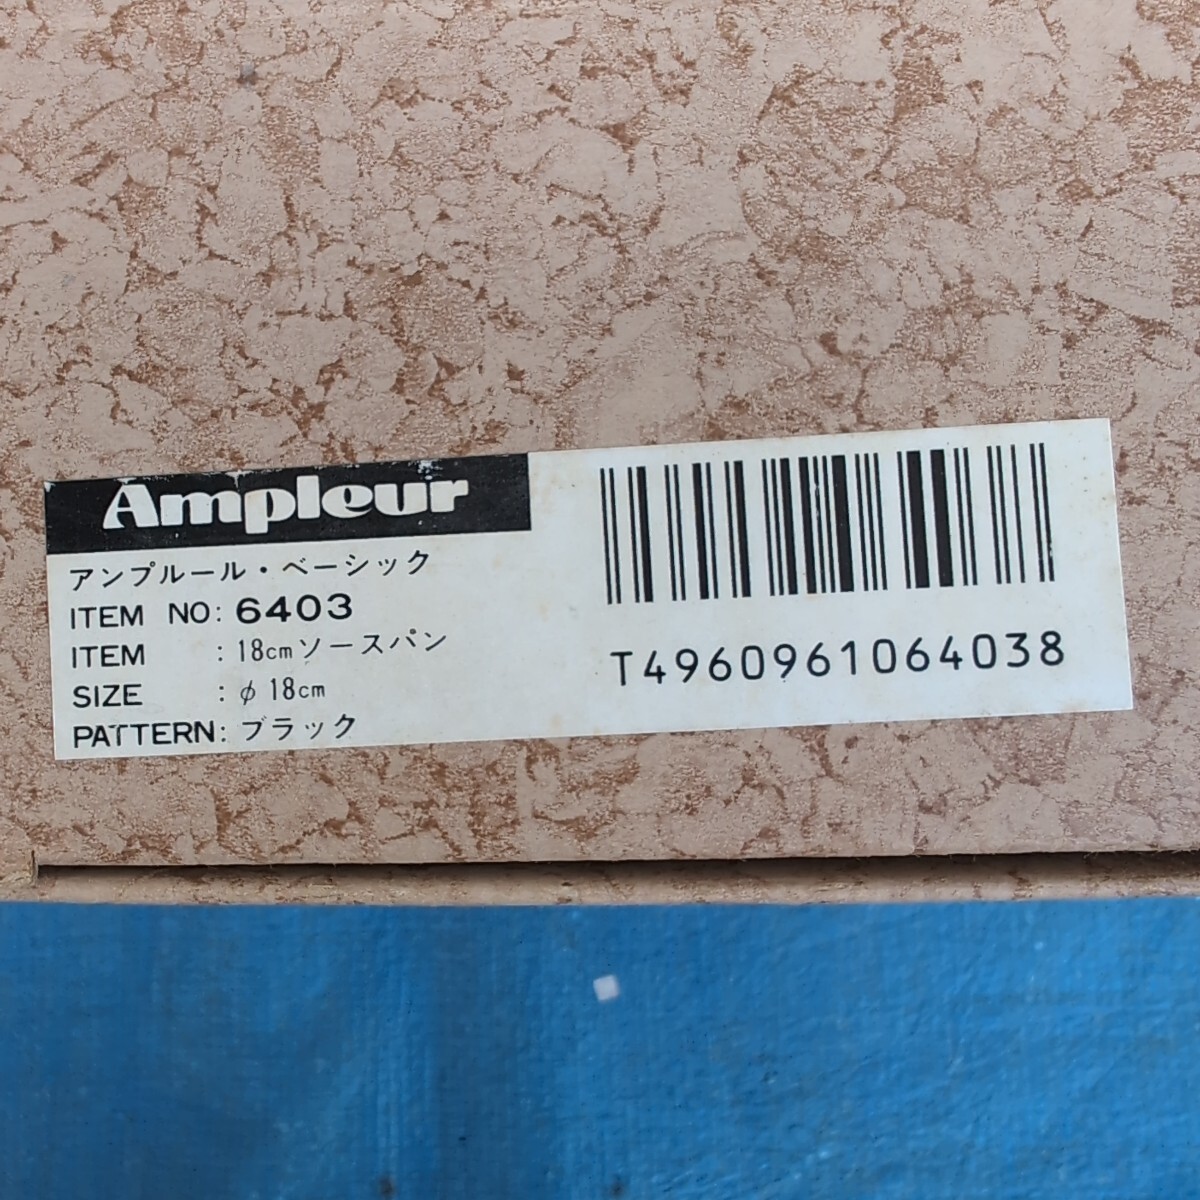 Ampleur
アンプルール・ベーシック
ITEM NO: 6403
ITEM : 18cmソースパン
SIZE : φ 18cm
PATTERN: ブラック
T4960961064038